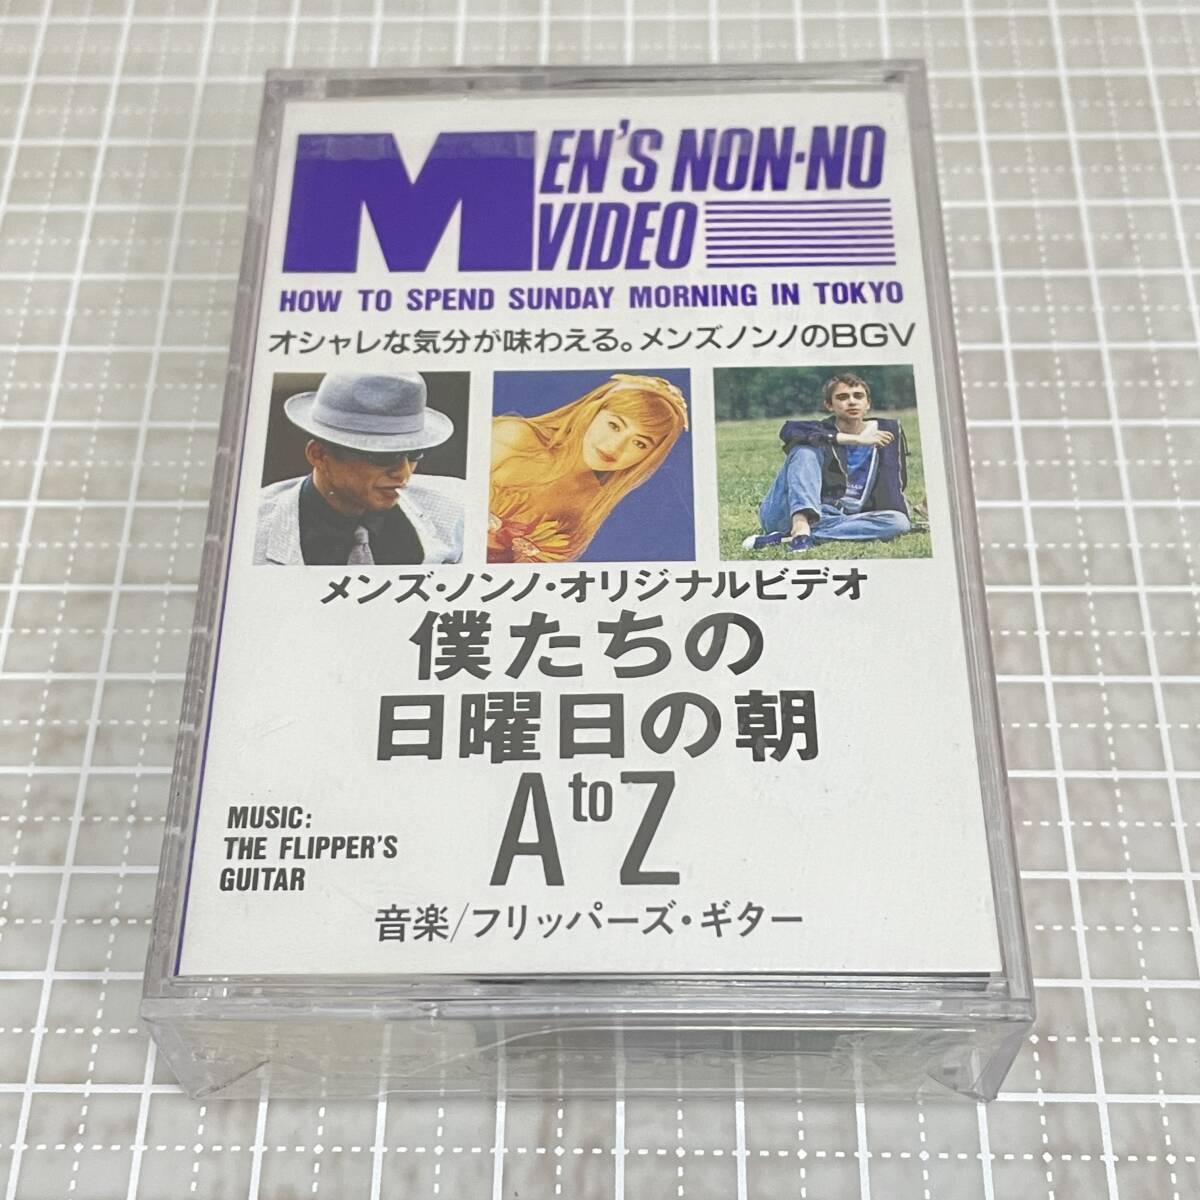 MEN'S NON-NO
VIDEO
HOW TO SPEND SUNDAY MORNING IN TOKYO
オシャレな気分が味わえる。メンズノンノのBGV
メンズ・ノンノ・オリジナルビデオ
僕たちの
日曜日の朝
A to Z
MUSIC:
THE FLIPPER'S
GUITAR
音楽/フリッパーズ・ギター